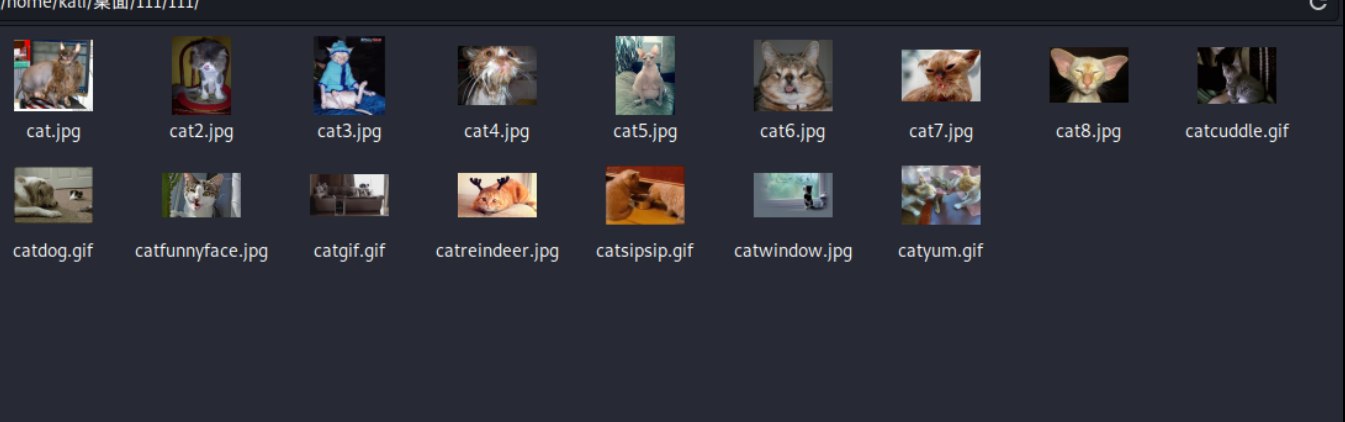 /home/kali/桌面/111/111/
cat.jpg cat2.jpg cat3.jpg cat4.jpg cat5.jpg cat6.jpg cat7.jpg cat8.jpg catcuddle.gif
catdog.gif catfunnyface.jpg catgif.gif catreindeer.jpg catsipsip.gif catwindow.jpg catyum.gif